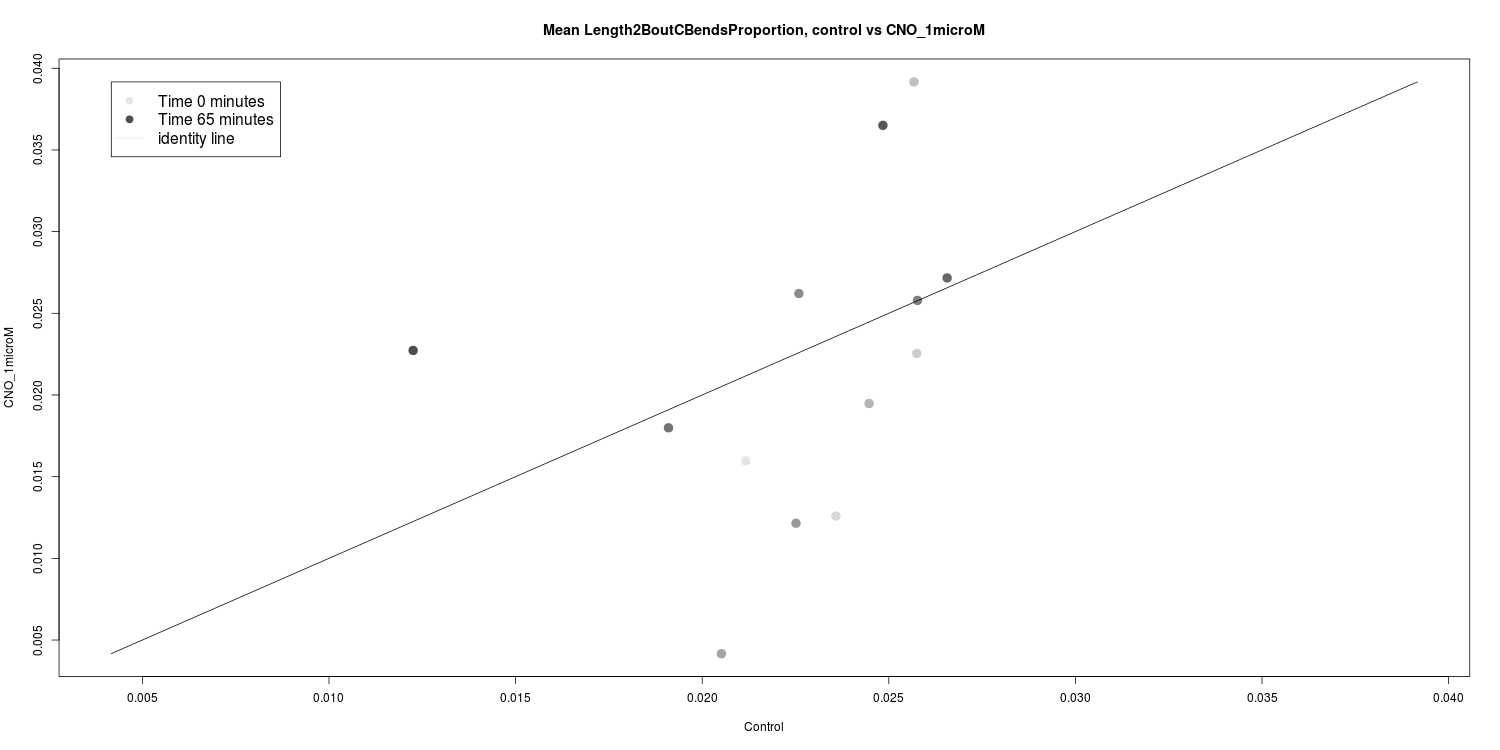 Mean Length2BoutCBendsProportion, control vs CNO_1microM
Time 0 minutes
Time 65 minutes
identity line
CNO_1microM
0.040
0.035
0.030
0.025
0.020
0.015
0.010
0.005
0.005 0.010 0.015 0.020 0.025 0.030 0.035 0.040
Control